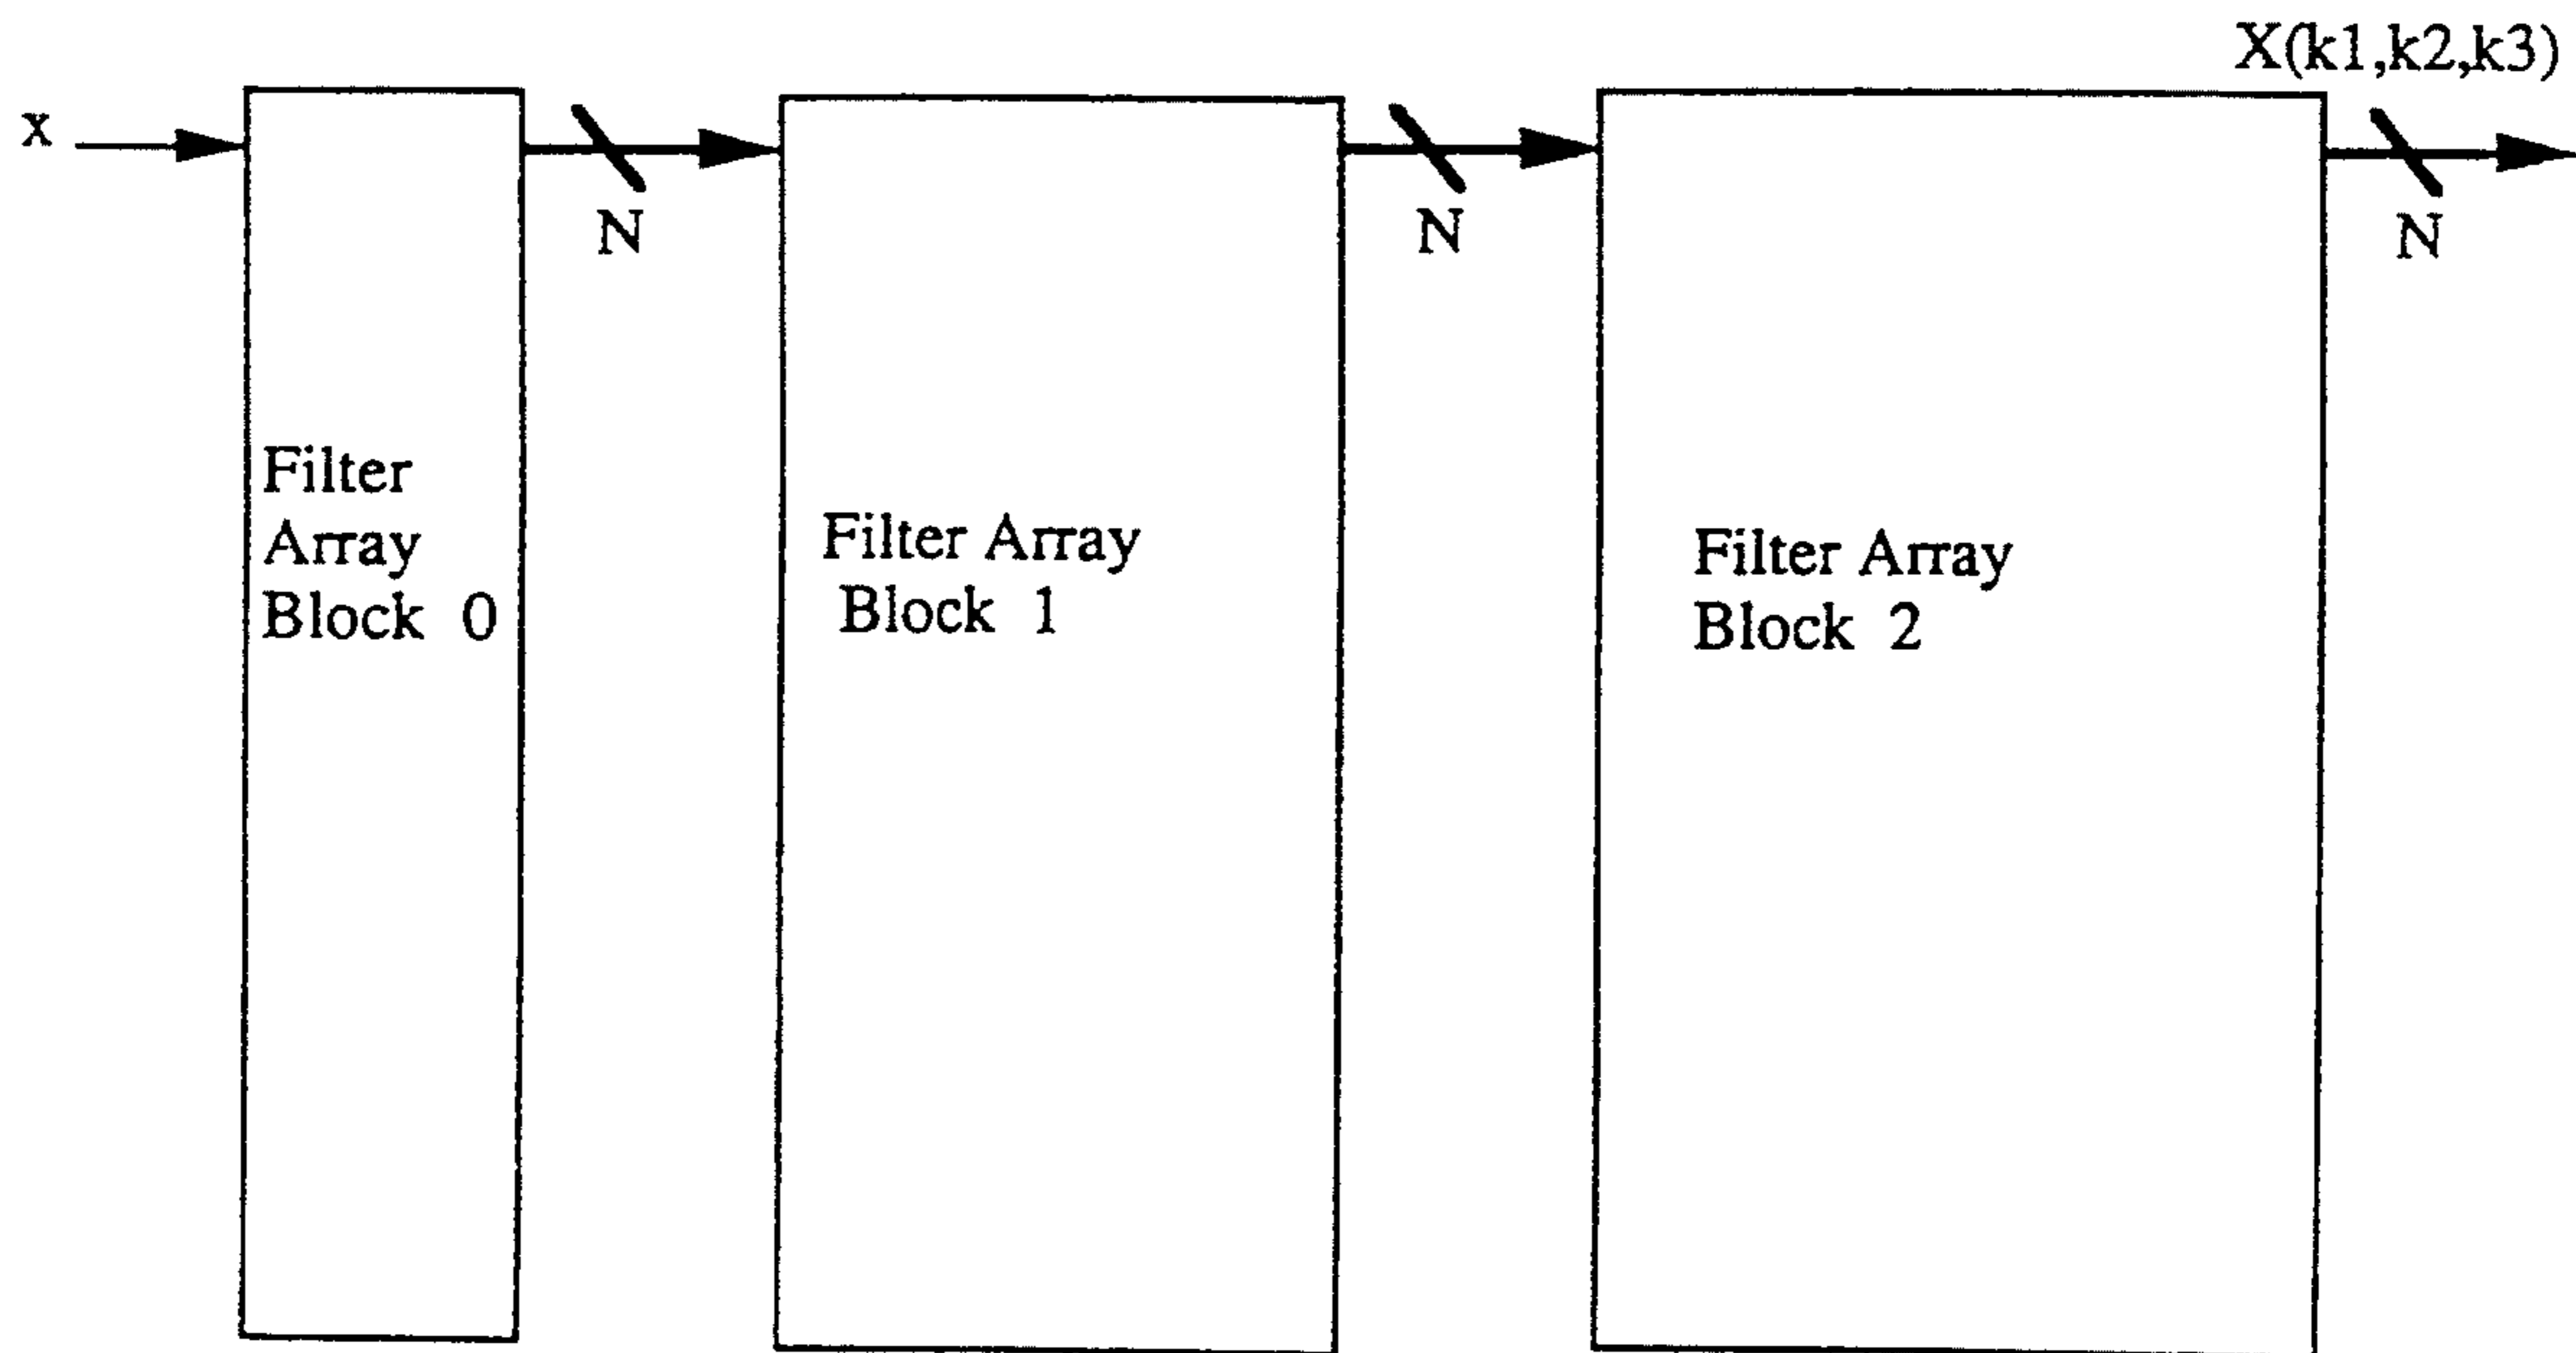 X(k1,k2,k3)
x
N
N
N
Filter
Array
Block 0
Filter Array
Block 1
Filter Array
Block 2